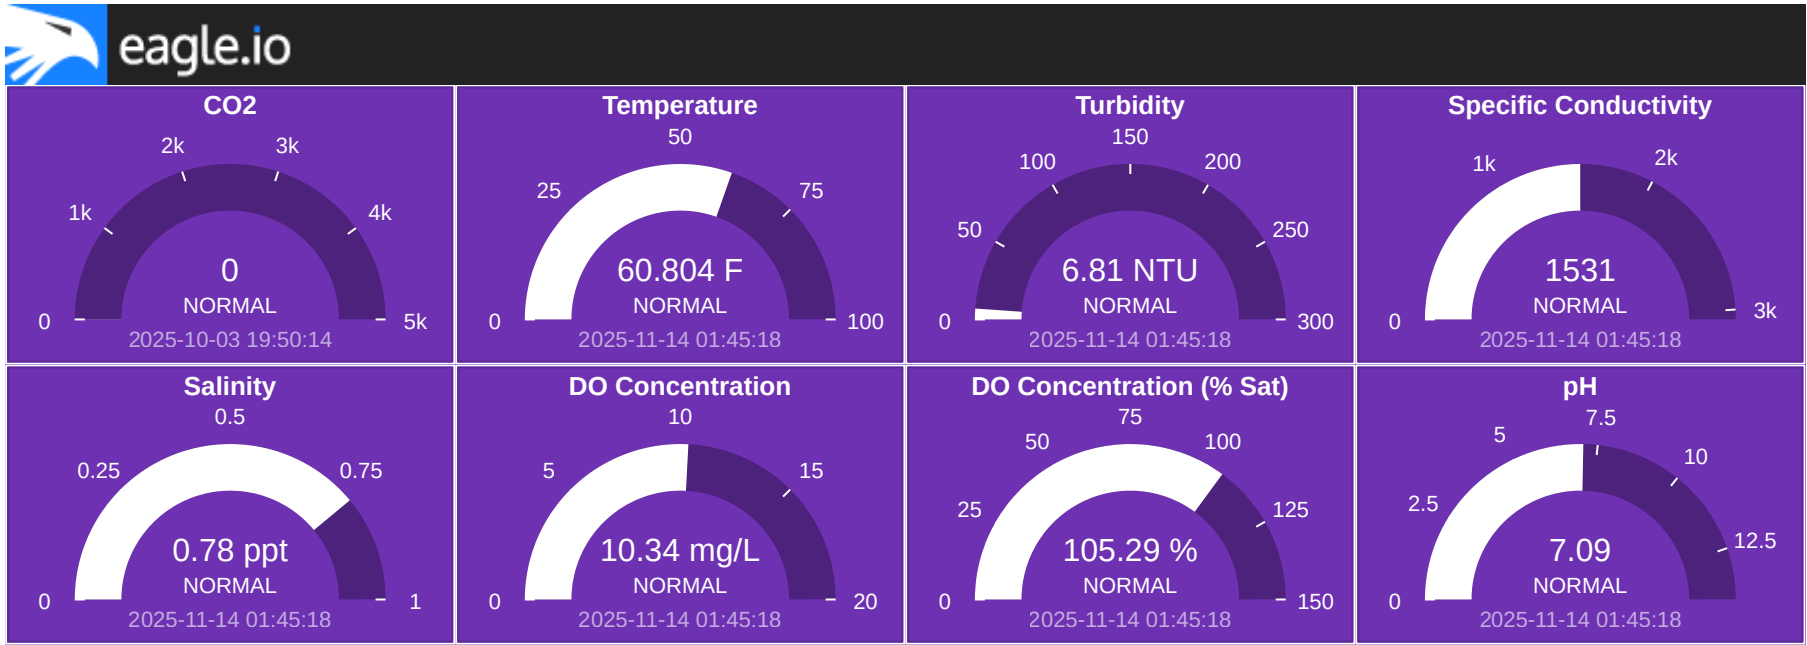 eagle.io
CO2
0
1k
2k
3k
4k
5k
0
NORMAL
2025-10-03 19:50:14
Temperature
0
25
50
75
100
60.804 F
NORMAL
2025-11-14 01:45:18
Turbidity
0
50
100
150
200
250
300
6.81 NTU
NORMAL
2025-11-14 01:45:18
Specific Conductivity
0
1k
2k
3k
1531
NORMAL
2025-11-14 01:45:18
Salinity
0
0.25
0.5
0.75
1
0.78 ppt
NORMAL
2025-11-14 01:45:18
DO Concentration
0
5
10
15
20
10.34 mg/L
NORMAL
2025-11-14 01:45:18
DO Concentration (% Sat)
0
25
50
75
100
125
150
105.29 %
NORMAL
2025-11-14 01:45:18
pH
0
2.5
5
7.5
10
12.5
7.09
NORMAL
2025-11-14 01:45:18